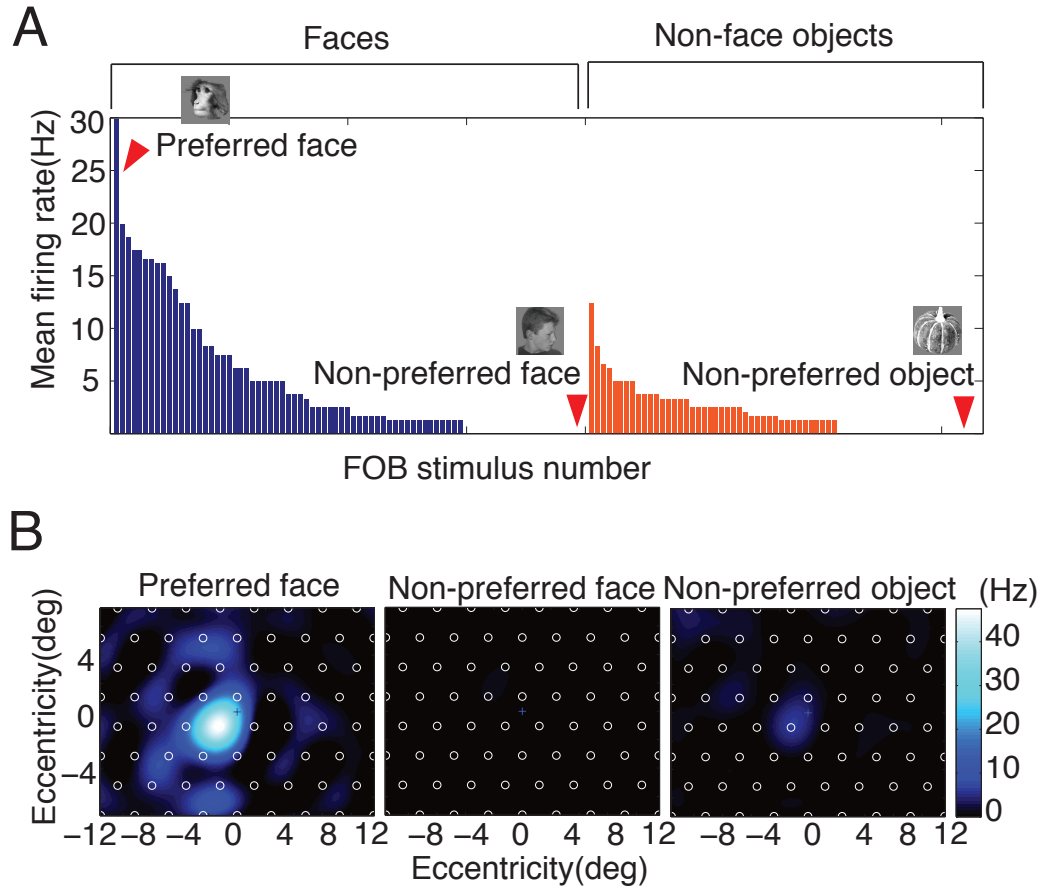 A
Faces
Non-face objects
Mean firing rate(Hz)
30
25
20
15
10
5
Preferred face
Non-preferred face
Non-preferred object
FOB stimulus number
B
Preferred face
Non-preferred face
Non-preferred object
(Hz)
Eccentricity(deg)
4
0
−4
40
30
20
10
0
−12 −8 −4 0 4 8 12
−8 −4 0 4 8 12
−8 −4 0 4 8 12
Eccentricity(deg)